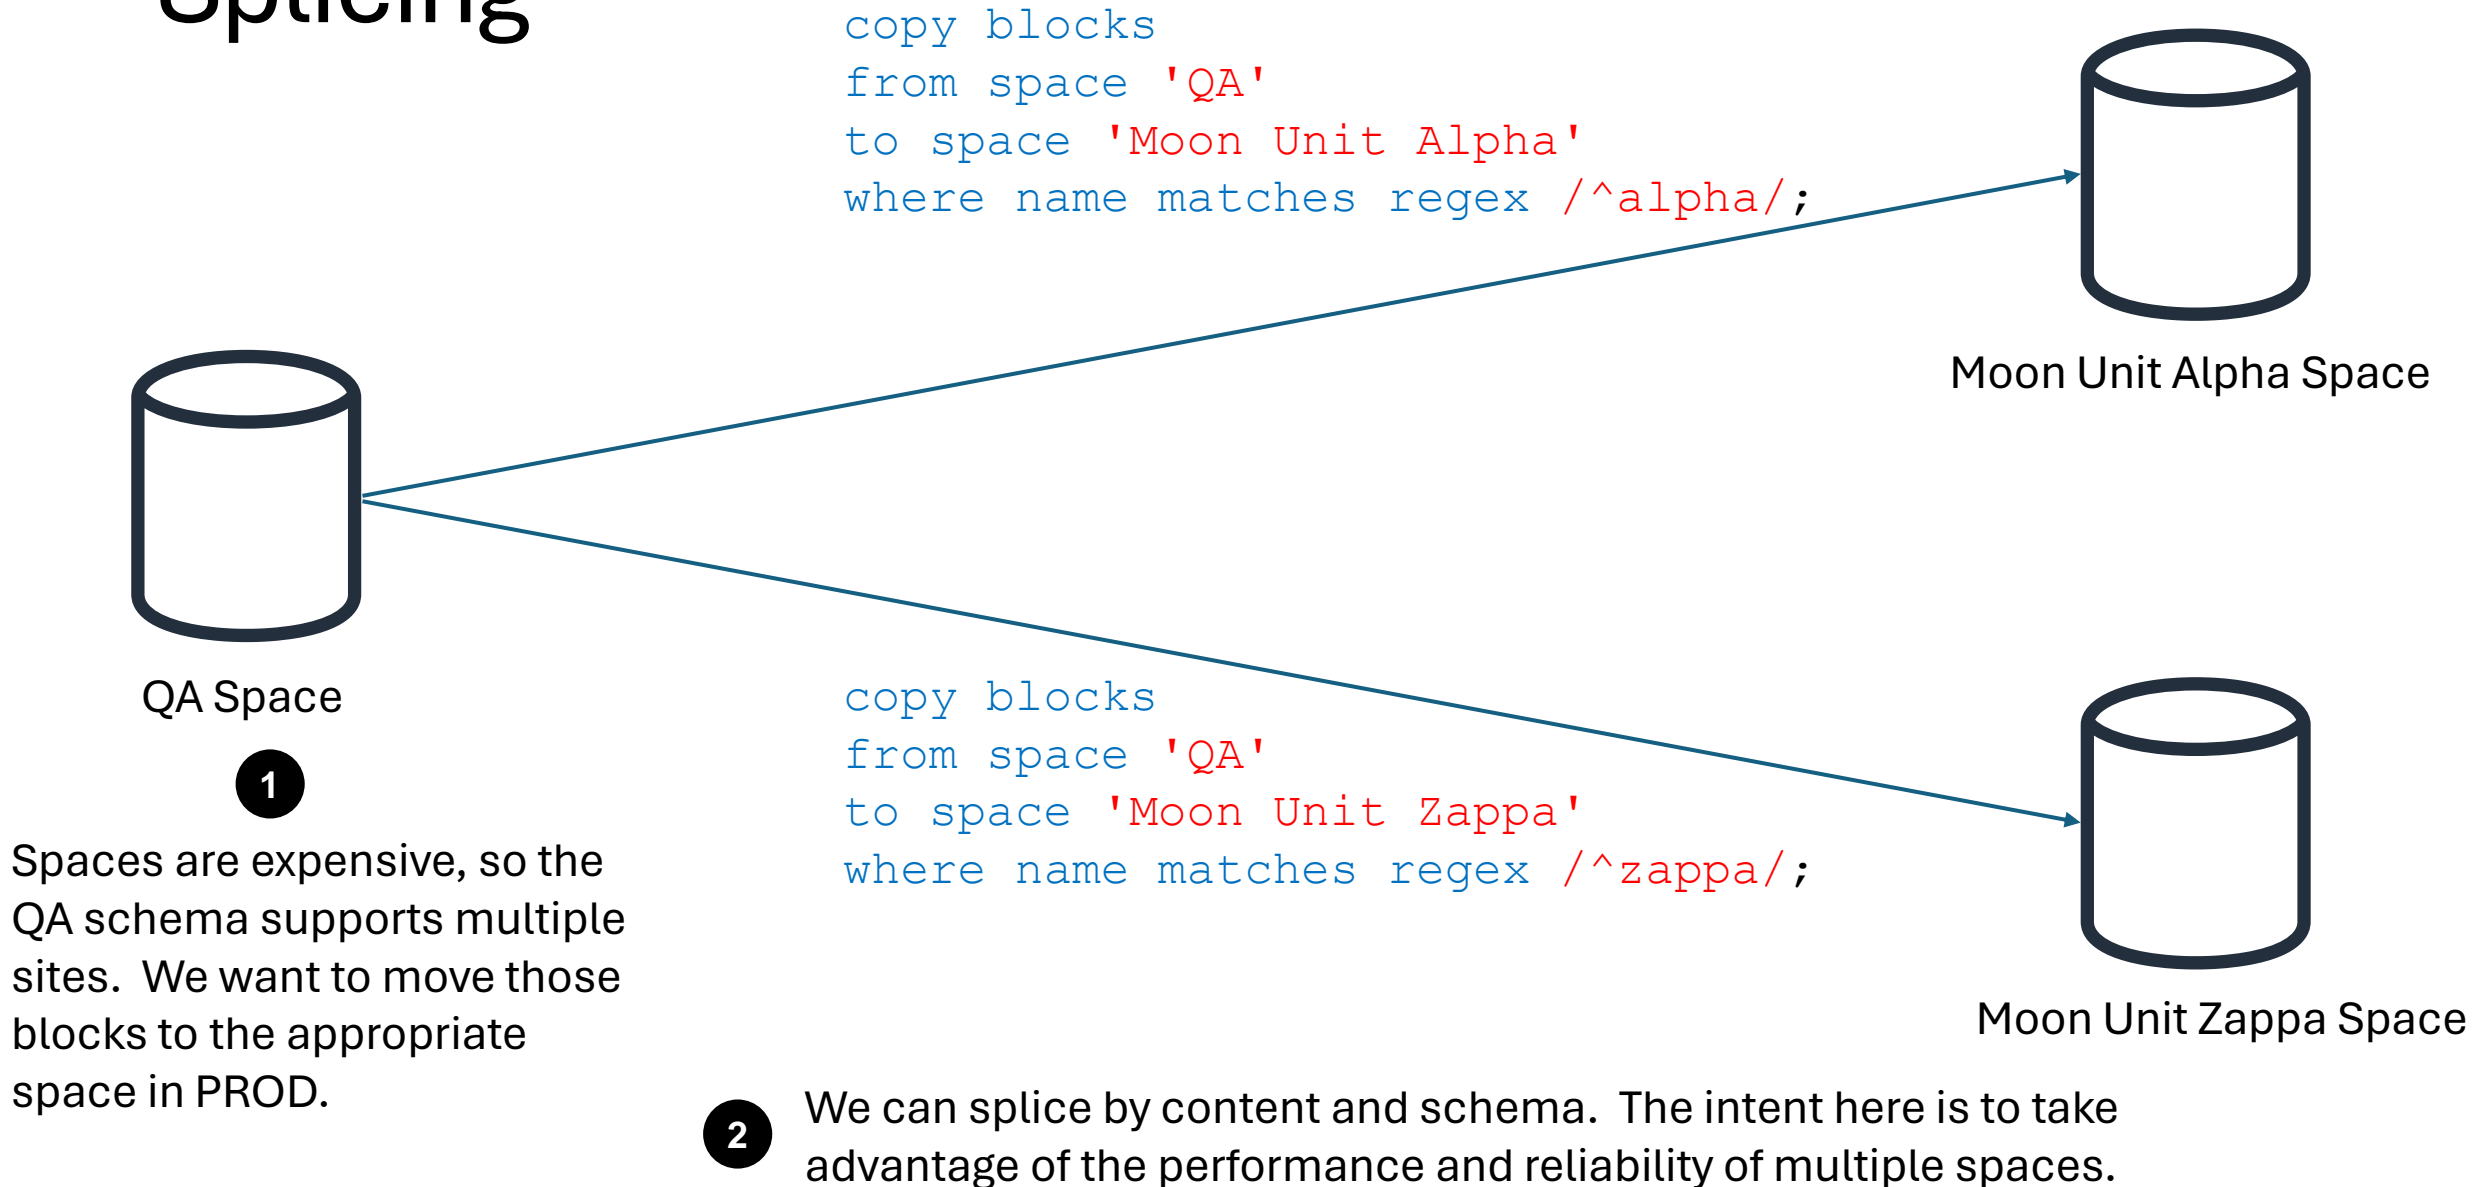 Splicing
copy blocks
from space 'QA'
to space 'Moon Unit Alpha'
where name matches regex /^alpha/;
Moon Unit Alpha Space
QA Space
1
Spaces are expensive, so the
QA schema supports multiple
sites.  We want to move those
blocks to the appropriate
space in PROD.
copy blocks
from space 'QA'
to space 'Moon Unit Zappa'
where name matches regex /^zappa/;
Moon Unit Zappa Space
2
We can splice by content and schema.  The intent here is to take
advantage of the performance and reliability of multiple spaces.